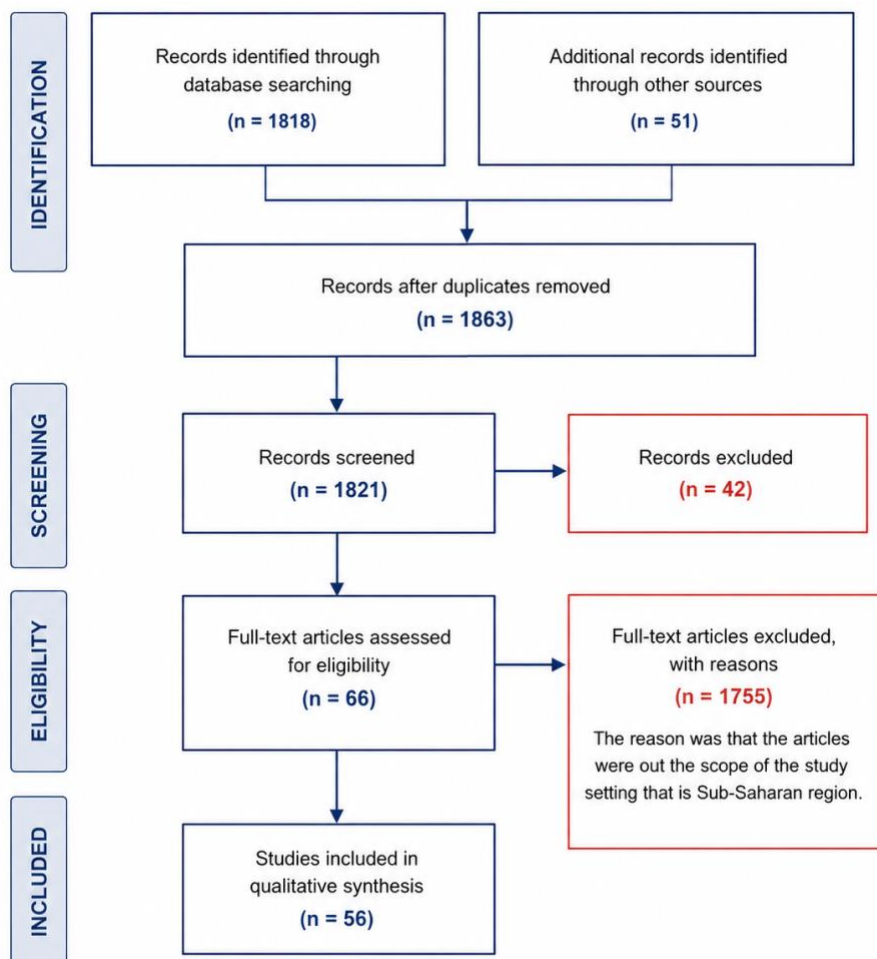 IDENTIFICATION
Records identified through
database searching
(n = 1818)
Additional records identified
through other sources
(n = 51)
Records after duplicates removed
(n = 1863)
SCREENING
Records screened
(n = 1821)
Records excluded
(n = 42)
ELIGIBILITY
Full-text articles assessed
for eligibility
(n = 66)
Full-text articles excluded,
with reasons
(n = 1755)
The reason was that the articles
were out the scope of the study
setting that is Sub-Saharan region.
INCLUDED
Studies included in
qualitative synthesis
(n = 56)